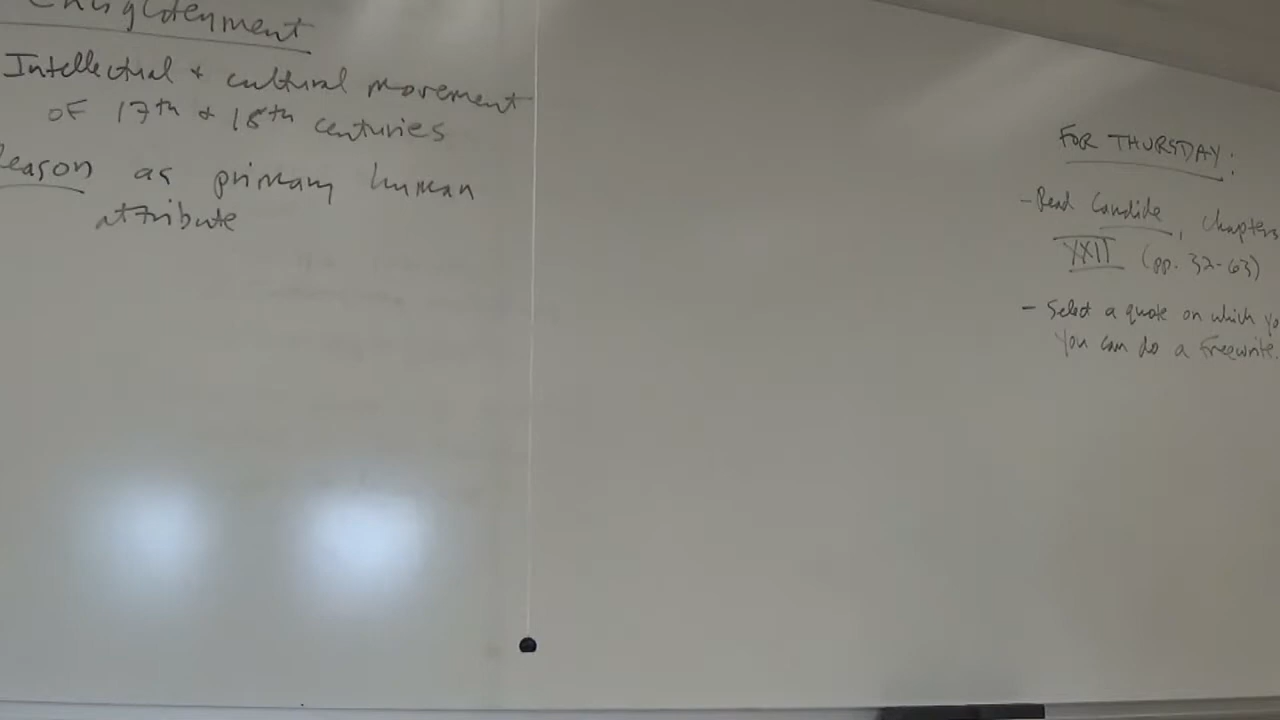 Enlightenment
Intellectual + cultural movement
of 17th + 18th centuries
Reason as primary human
attribute
FOR THURSDAY:
- Read Candide, chapters
XXII (pp. 32-63)
- Select a quote on which yo
you can do a freewrite.